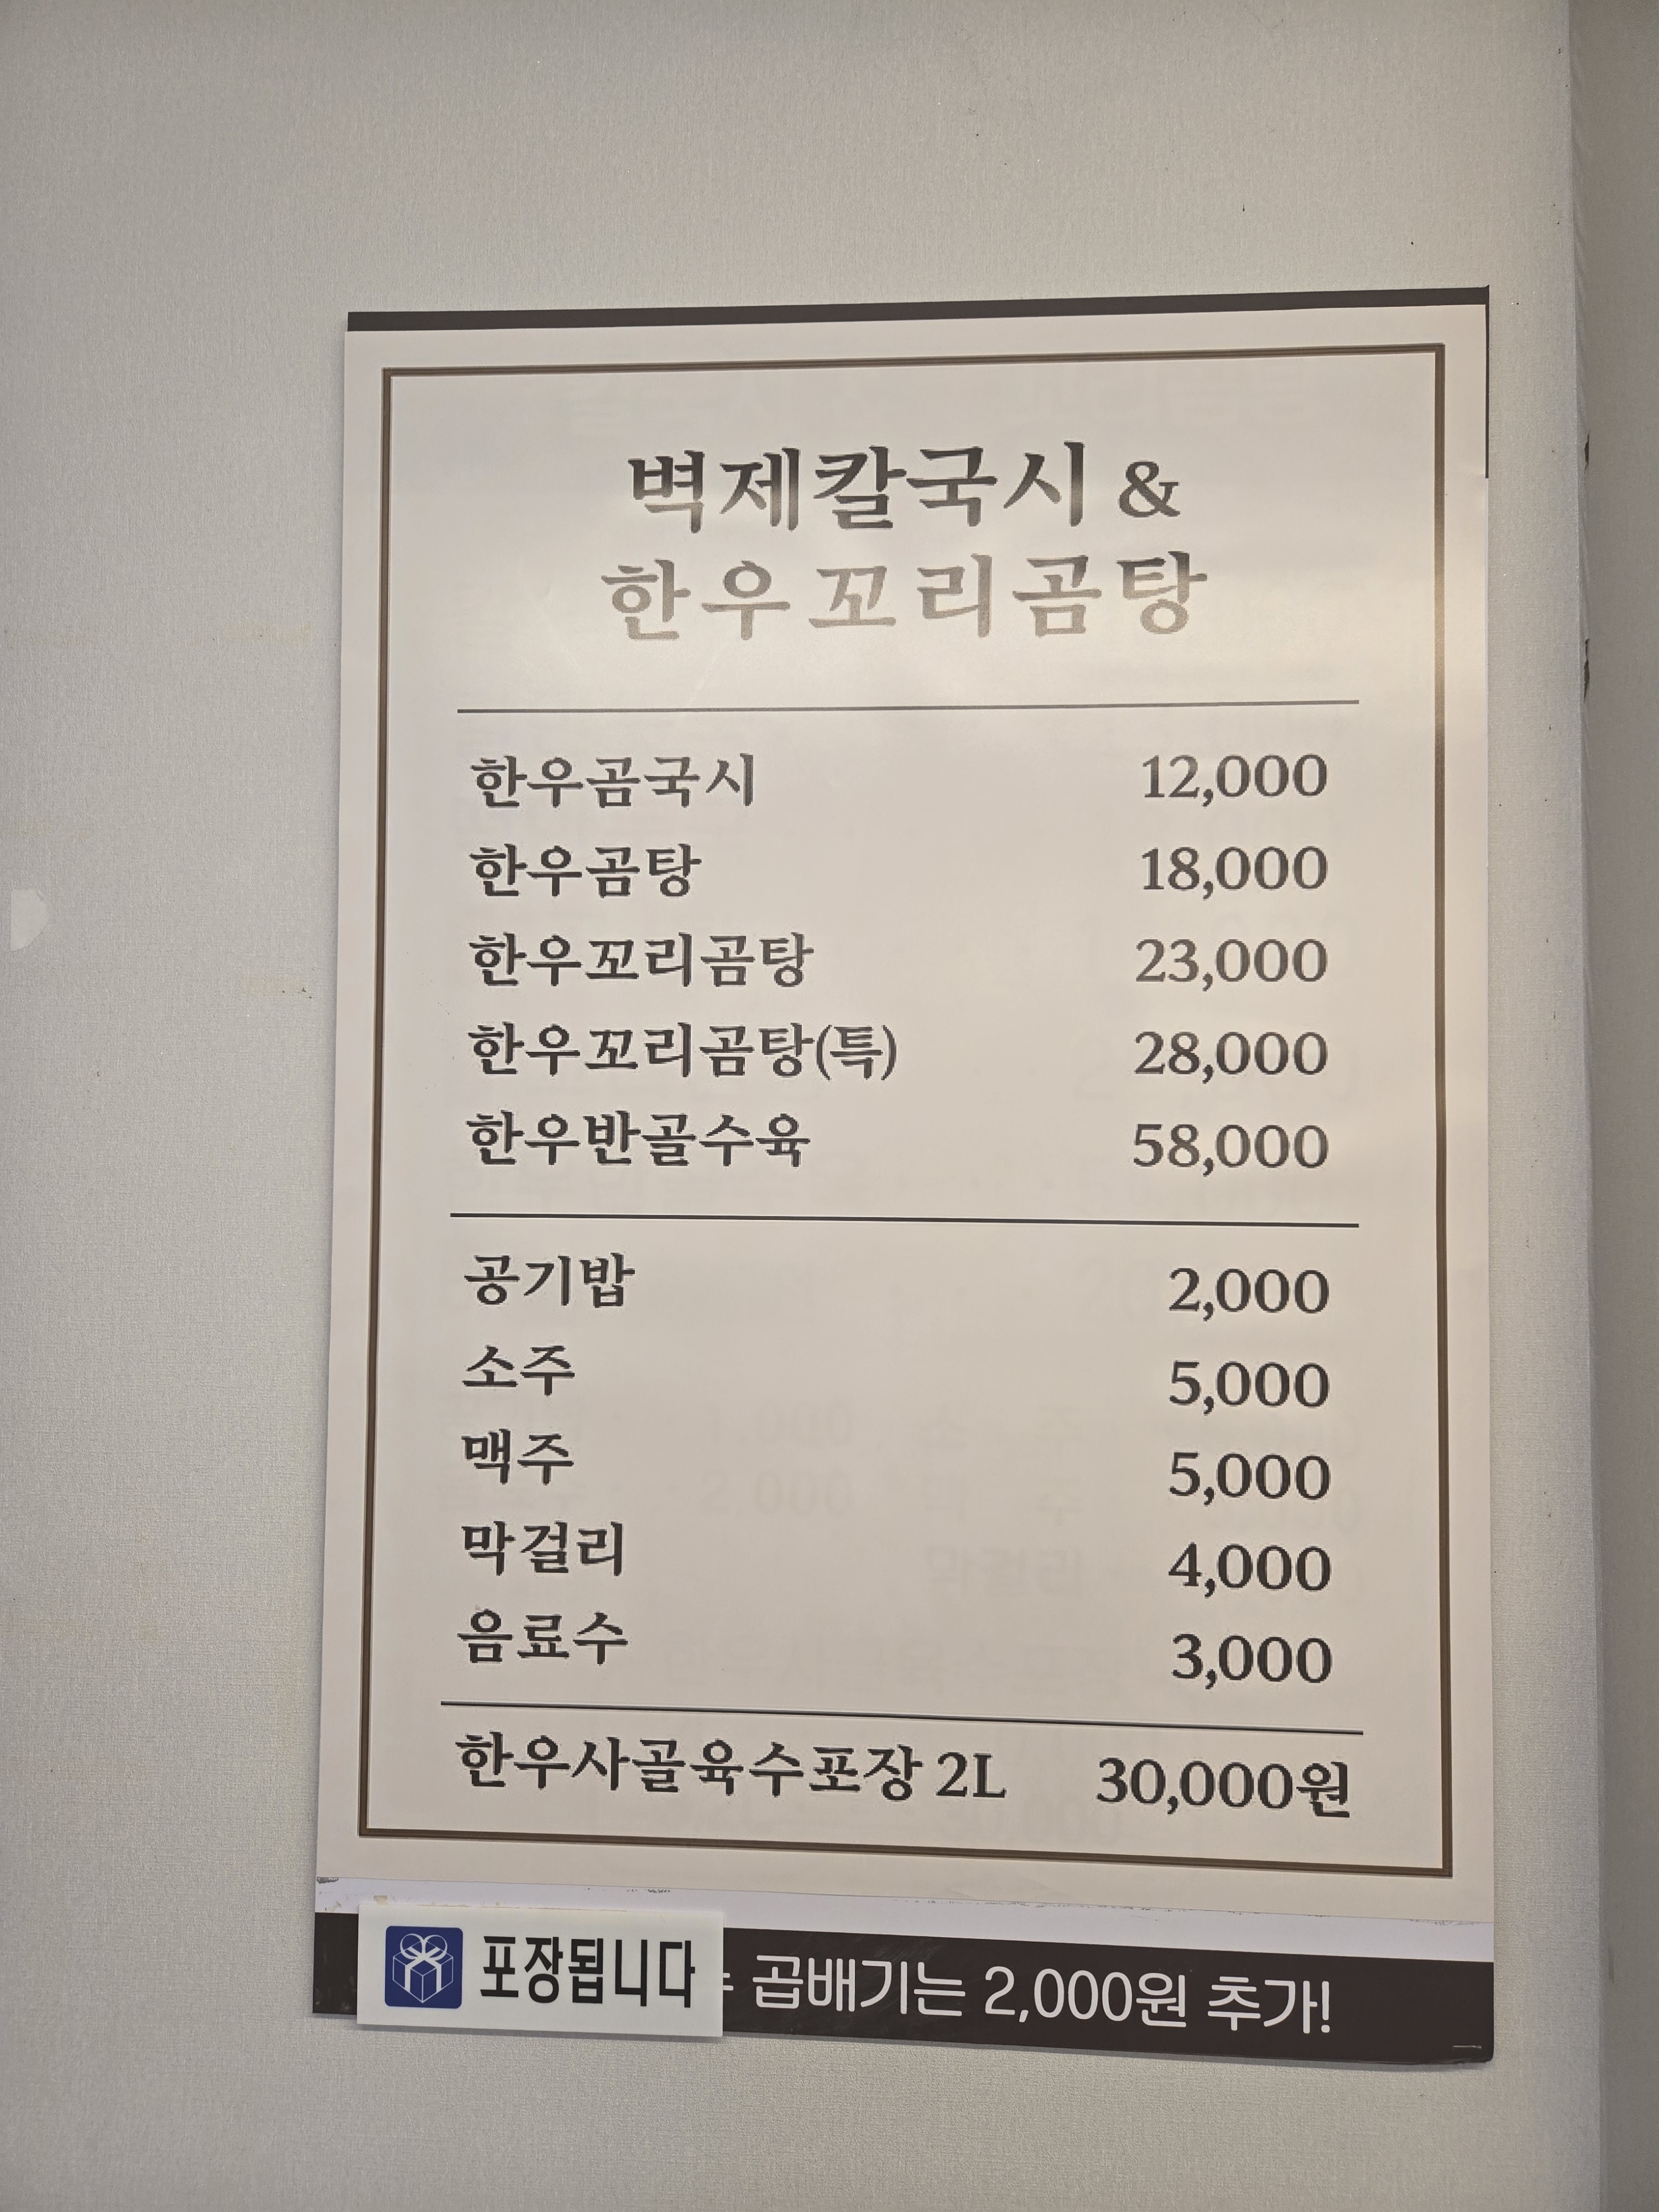 벽제칼국시 &
한우꼬리곰탕
한우곰국시 12,000
한우곰탕 18,000
한우꼬리곰탕 23,000
한우꼬리곰탕(특) 28,000
한우반골수육 58,000
공기밥 2,000
소주 5,000
맥주 5,000
막걸리 4,000
음료수 3,000
한우사골육수포장 2L 30,000원
포장됩니다 곱배기는 2,000원 추가!